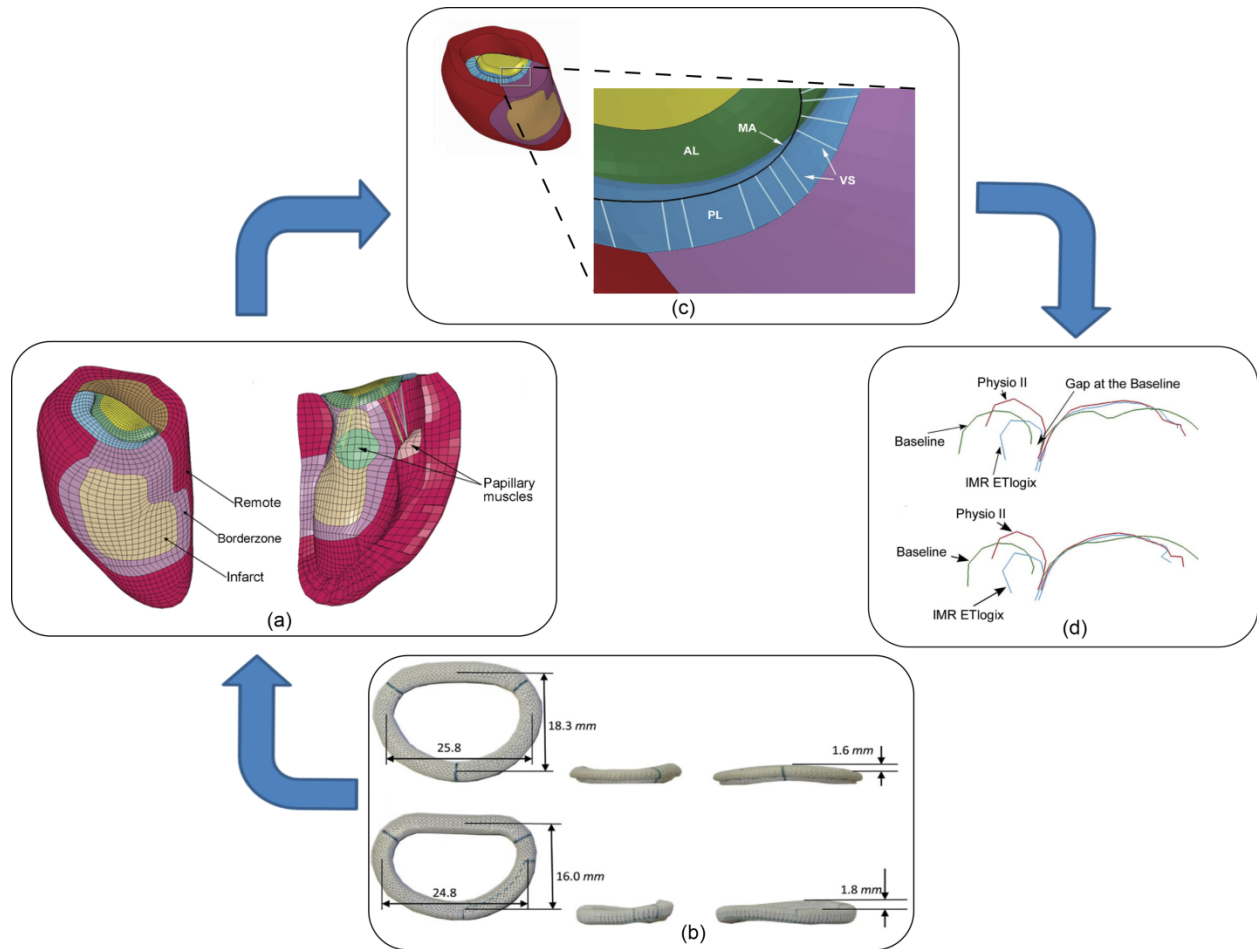 MA
AL
VS
PL
(c)
Remote
Borderzone
Infarct
Papillary
muscles
(a)
Physio II
Gap at the Baseline
Baseline
IMR ETlogix
Physio II
Baseline
IMR ETlogix
(d)
18.3 mm
25.8
1.6 mm
16.0 mm
24.8
1.8 mm
(b)